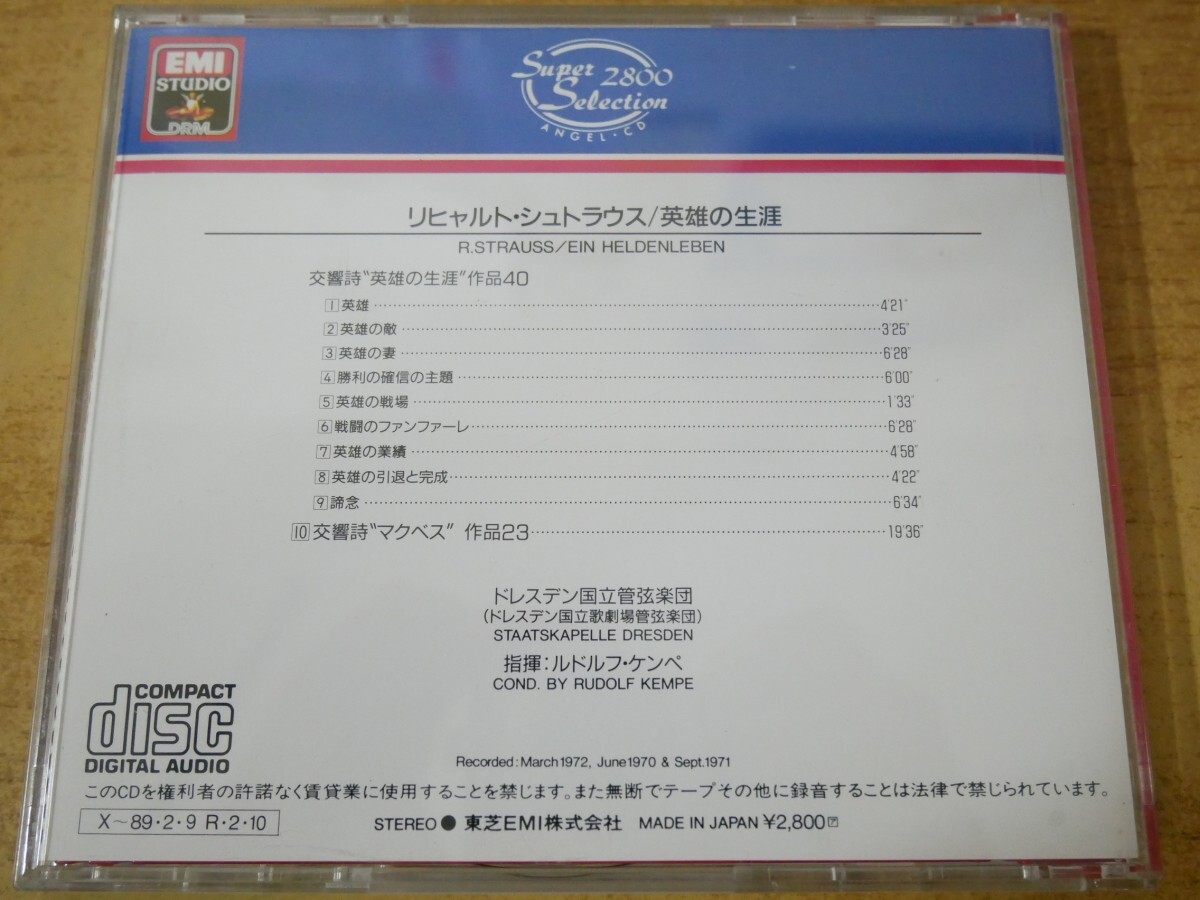 EMI
STUDIO
DRM
Super 2800
Selection
ANGEL・CD
リヒャルト・シュトラウス/英雄の生涯
R.STRAUSS/EIN HELDENLEBEN
交響詩“英雄の生涯”作品40
1 英雄 4'21"
2 英雄の敵 3'25"
3 英雄の妻 6'28"
4 勝利の確信の主題 6'00"
5 英雄の戦場 1'33"
6 戦闘のファンファーレ 6'28"
7 英雄の業績 4'58"
8 英雄の引退と完成 4'22"
9 諦念 6'34"
10 交響詩“マクベス” 作品23 19'36"
ドレスデン国立管弦楽団
(ドレスデン国立歌劇場管弦楽団)
STAATSKAPELLE DRESDEN
指揮:ルドルフ・ケンペ
COND. BY RUDOLF KEMPE
COMPACT
disc
DIGITAL AUDIO
Recorded:March1972, June1970 & Sept.1971
このCDを権利者の許諾なく賃貸業に使用することを禁じます。また無断でテープその他に録音することは法律で禁じられています。
X〜89・2・9 R・2・10
STEREO ● 東芝EMI株式会社 MADE IN JAPAN ¥2,800